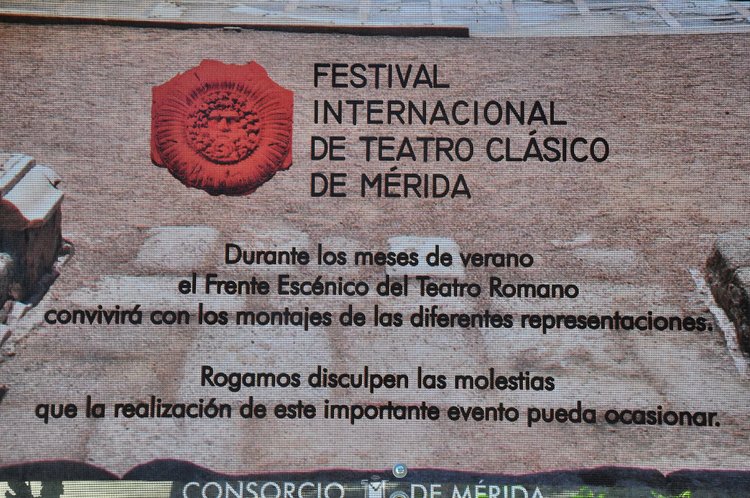 FESTIVAL
INTERNACIONAL
DE TEATRO CLÁSICO
DE MÉRIDA
Durante los meses de verano
el Frente Escénico del Teatro Romano
convivirá con los montajes de las diferentes representaciones.
Rogamos disculpen las molestias
que la realización de este importante evento pueda ocasionar.
CONSORCIO DE MÉRIDA